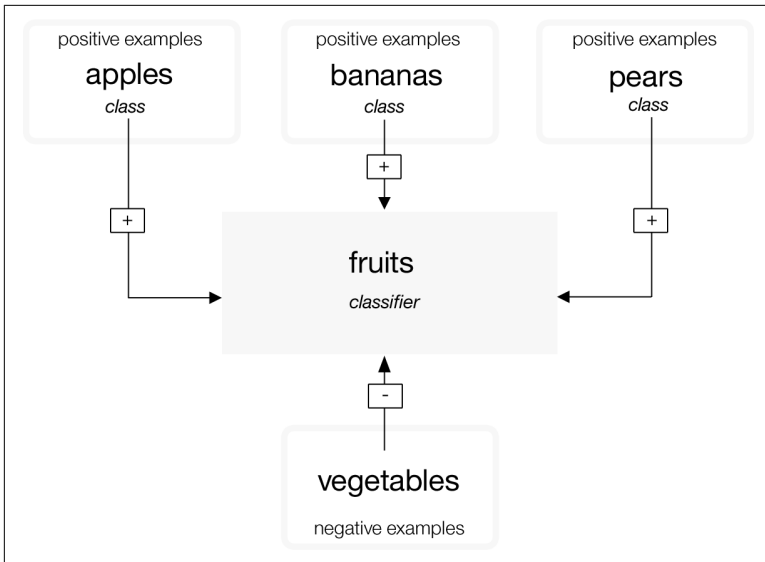 positive examples
apples
class
positive examples
bananas
class
positive examples
pears
class
+
+
+
fruits
classifier
-
vegetables
negative examples